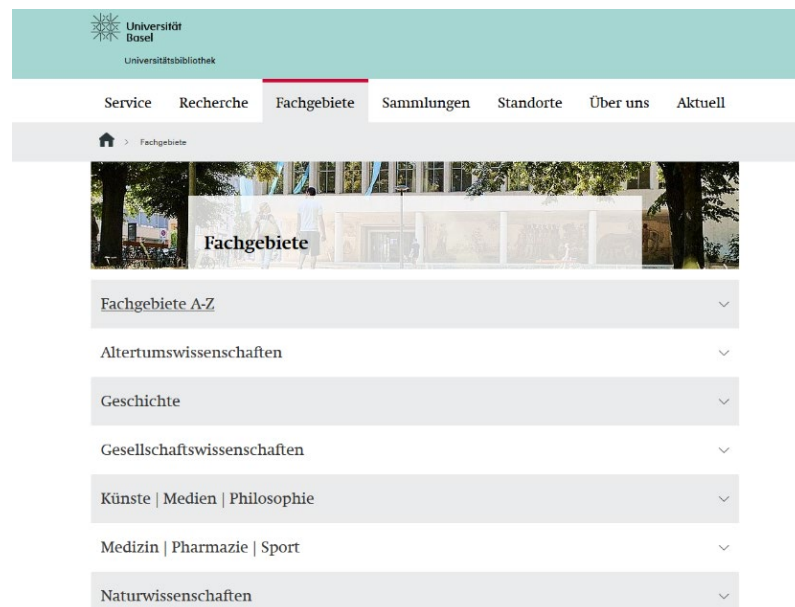 Universität
Basel
Universitätsbibliothek
Service Recherche Fachgebiete Sammlungen Standorte Über uns Aktuell
> Fachgebiete
Fachgebiete
Fachgebiete A-Z
Altertumswissenschaften
Geschichte
Gesellschaftswissenschaften
Künste | Medien | Philosophie
Medizin | Pharmazie | Sport
Naturwissenschaften